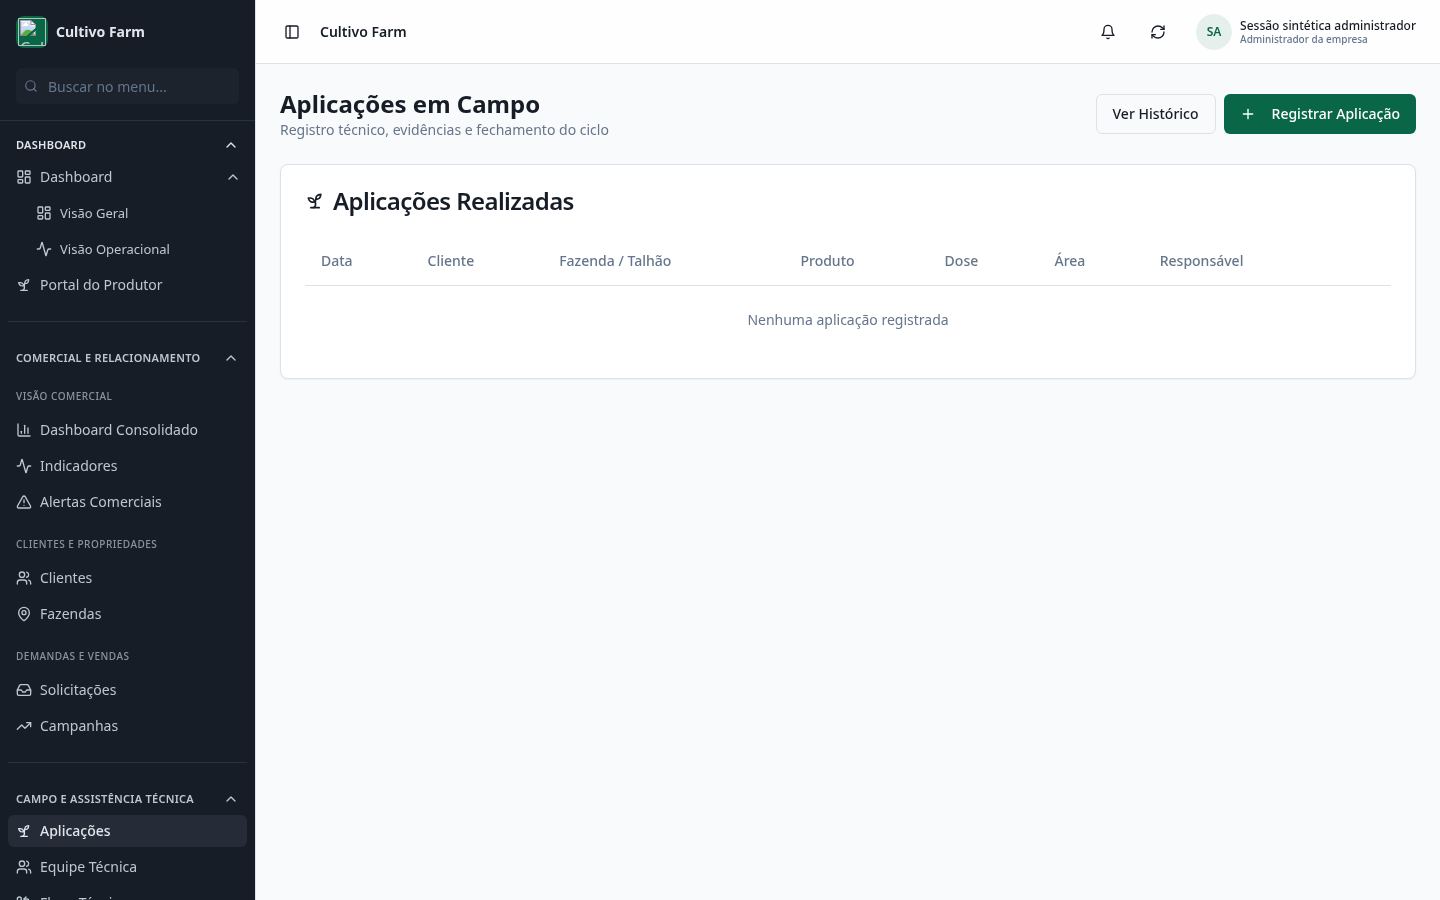 Cultivo Farm
Buscar no menu...
DASHBOARD
Dashboard
Visão Geral
Visão Operacional
Portal do Produtor
COMERCIAL E RELACIONAMENTO
VISÃO COMERCIAL
Dashboard Consolidado
Indicadores
Alertas Comerciais
CLIENTES E PROPRIEDADES
Clientes
Fazendas
DEMANDAS E VENDAS
Solicitações
Campanhas
CAMPO E ASSISTÊNCIA TÉCNICA
Aplicações
Equipe Técnica
Cultivo Farm
SA
Sessão sintética administrador
Administrador da empresa
Aplicações em Campo
Registro técnico, evidências e fechamento do ciclo
Ver Histórico
Registrar Aplicação
Aplicações Realizadas
Data Cliente Fazenda / Talhão Produto Dose Área Responsável
Nenhuma aplicação registrada